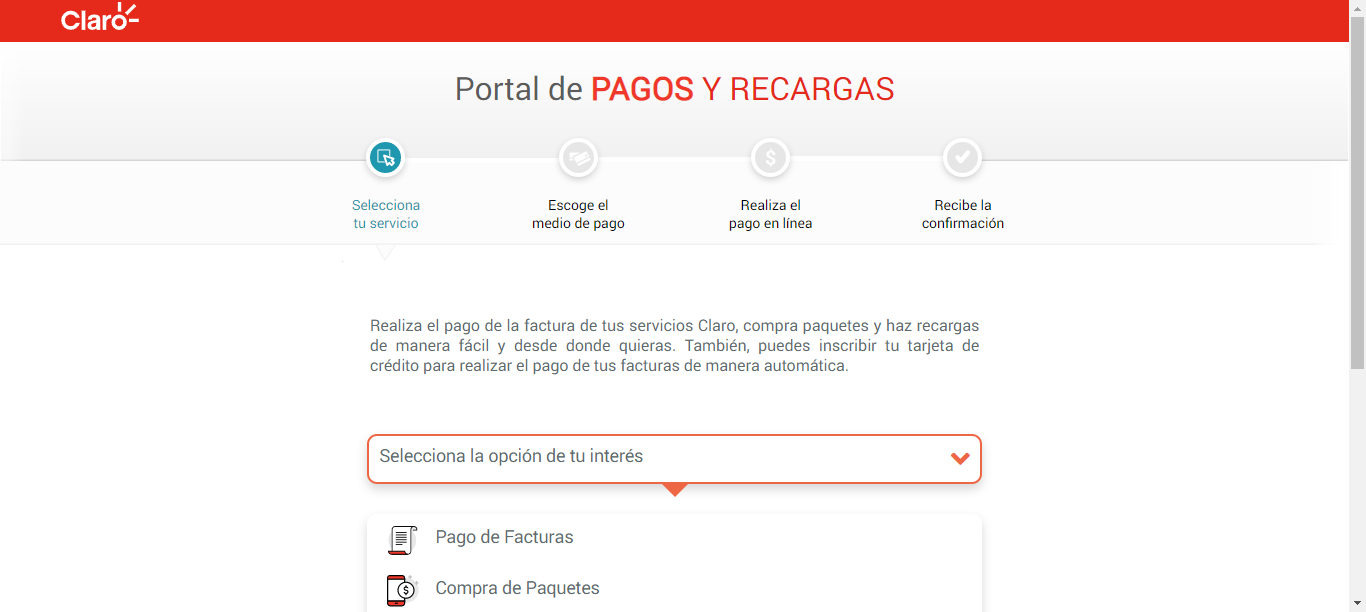 Claro
Portal de PAGOS Y RECARGAS
Selecciona
tu servicio
Escoge el
medio de pago
Realiza el
pago en línea
Recibe la
confirmación
Realiza el pago de la factura de tus servicios Claro, compra paquetes y haz recargas
de manera fácil y desde donde quieras. También, puedes inscribir tu tarjeta de
crédito para realizar el pago de tus facturas de manera automática.
Selecciona la opción de tu interés
Pago de Facturas
Compra de Paquetes